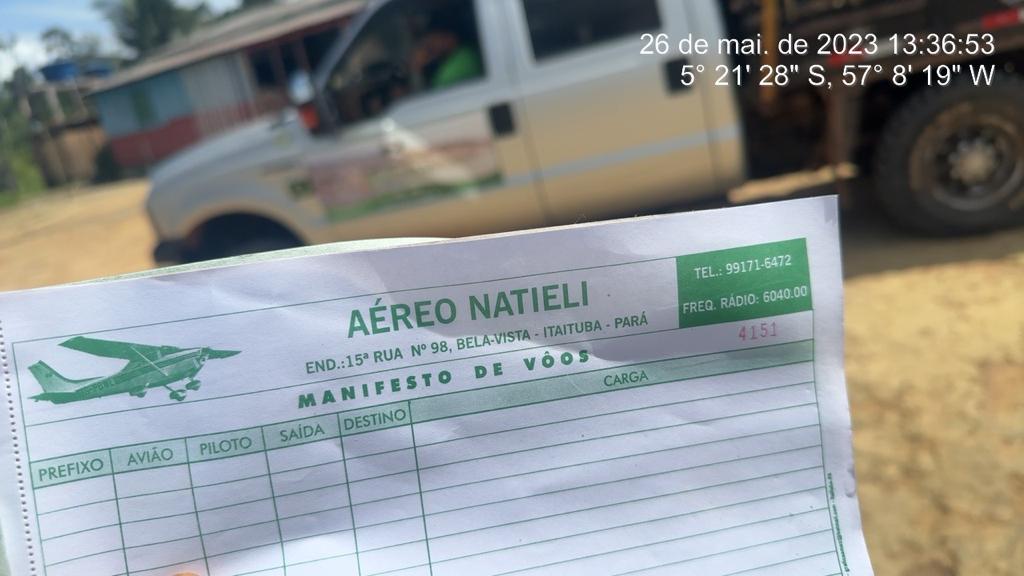 26 de mai. de 2023 13:36:53
5° 21' 28" S, 57° 8' 19" W
AÉREO NATIELI
TEL.: 99171-6472
FREQ. RÁDIO: 6040.00
END.:15ª RUA Nº 98, BELA-VISTA - ITAITUBA - PARÁ
4151
MANIFESTO DE VÔOS
PREFIXO AVIÃO PILOTO SAÍDA DESTINO CARGA